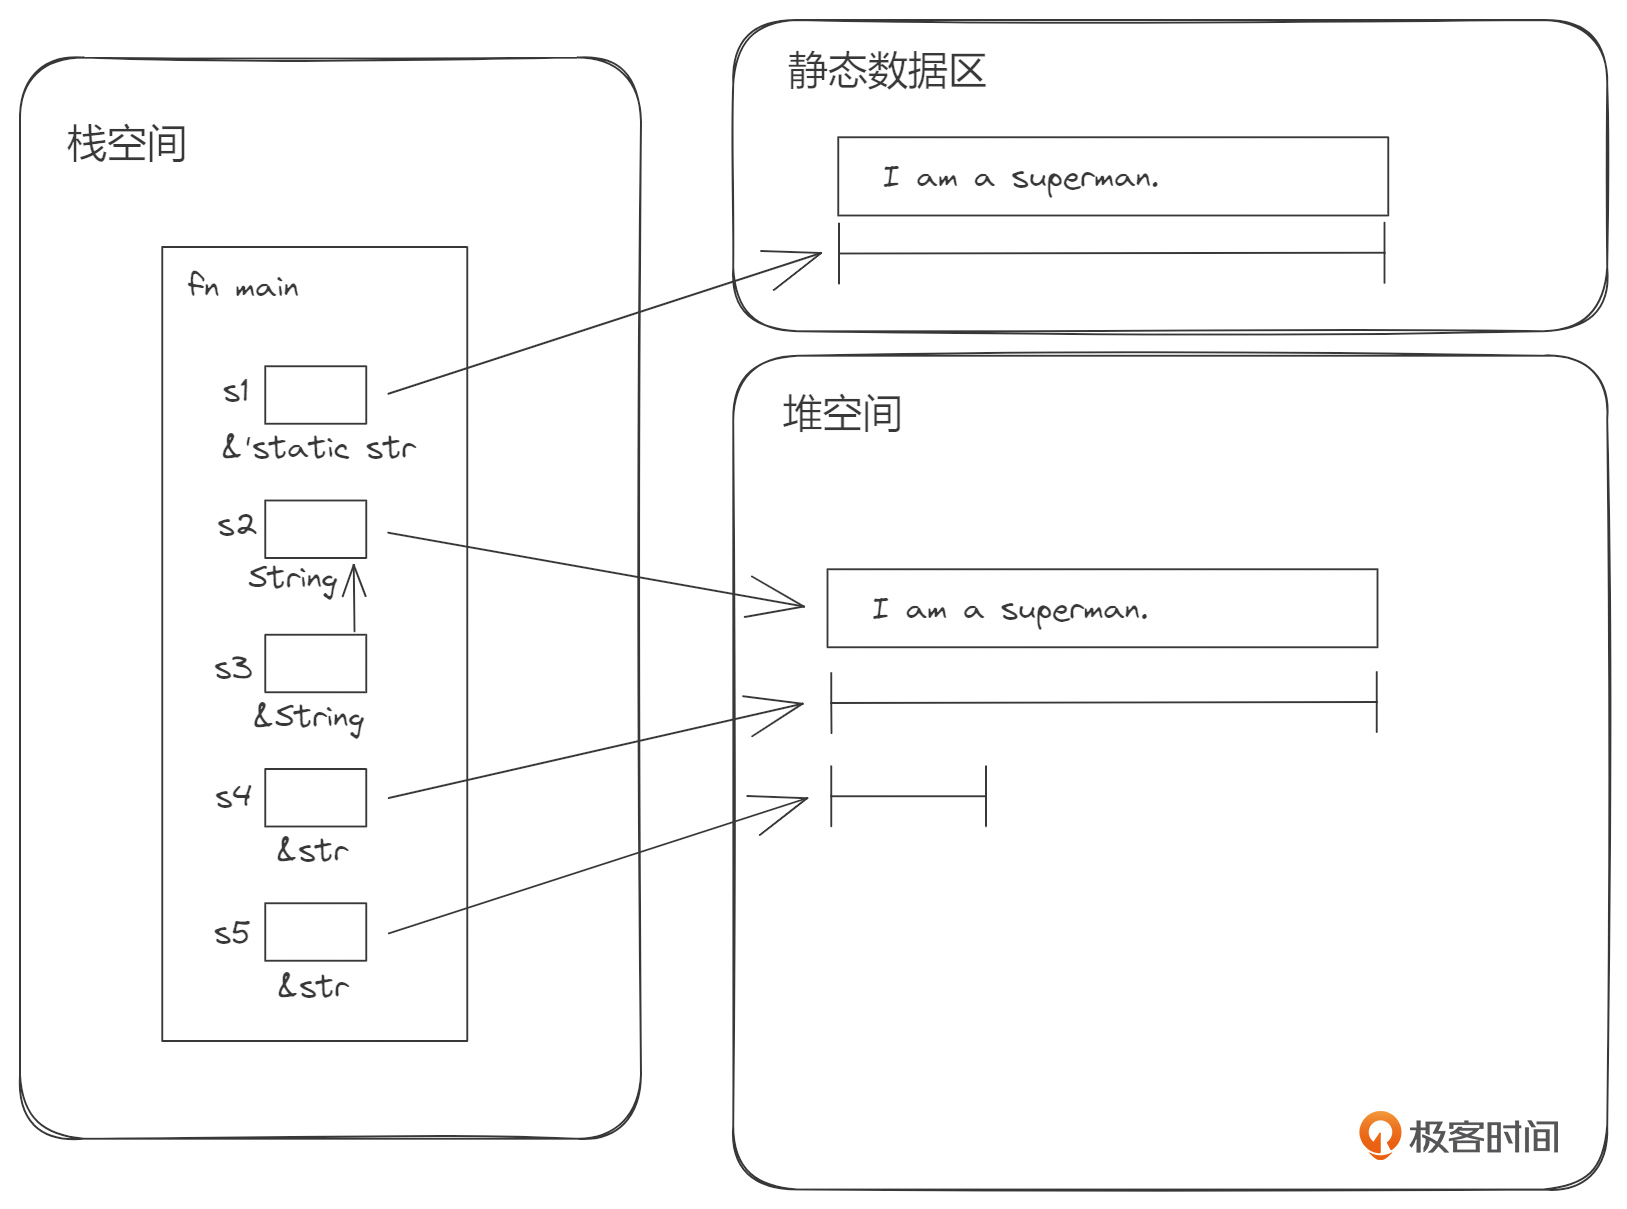 栈空间
fn main
s1
&'static str
s2
String
s3
&String
s4
&str
s5
&str
静态数据区
I am a superman.
堆空间
I am a superman.
极客时间